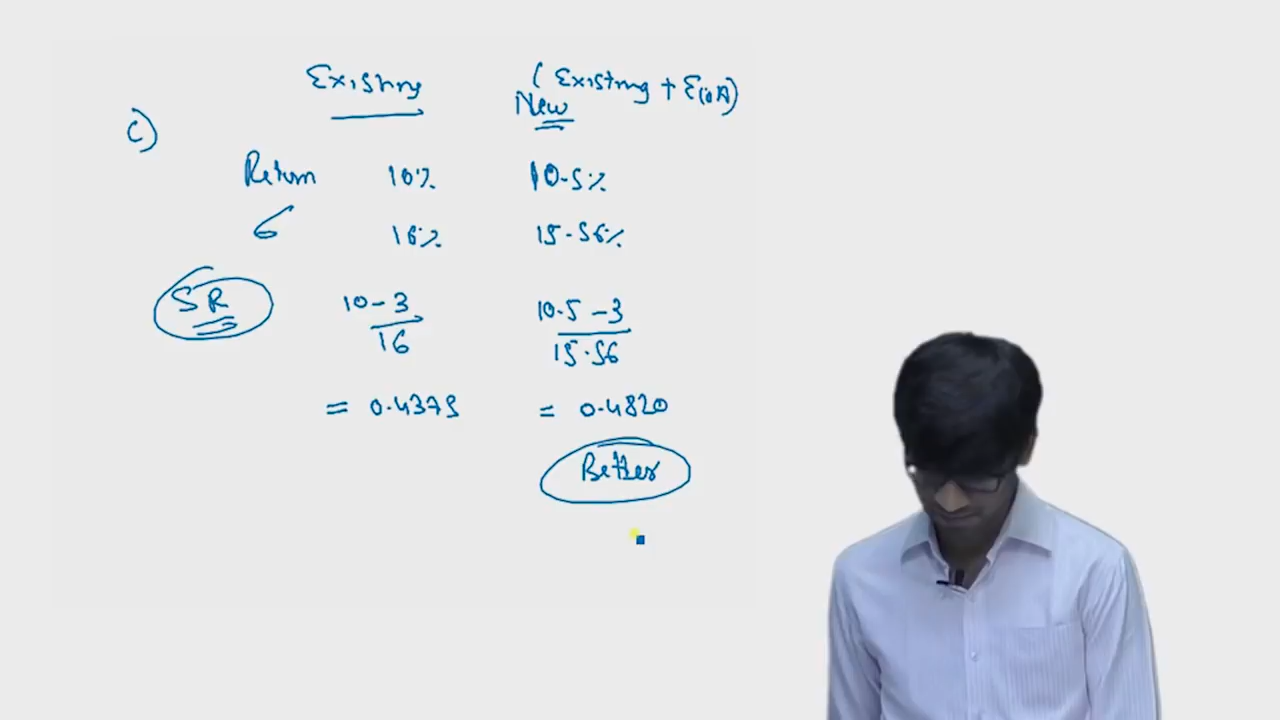 Existing (Existing + EROA)
New
c)
Return 10% 10.5%
σ 16% 15.56%
SR 10-3 10.5-3
16 15.56
= 0.4375 = 0.4820
Better